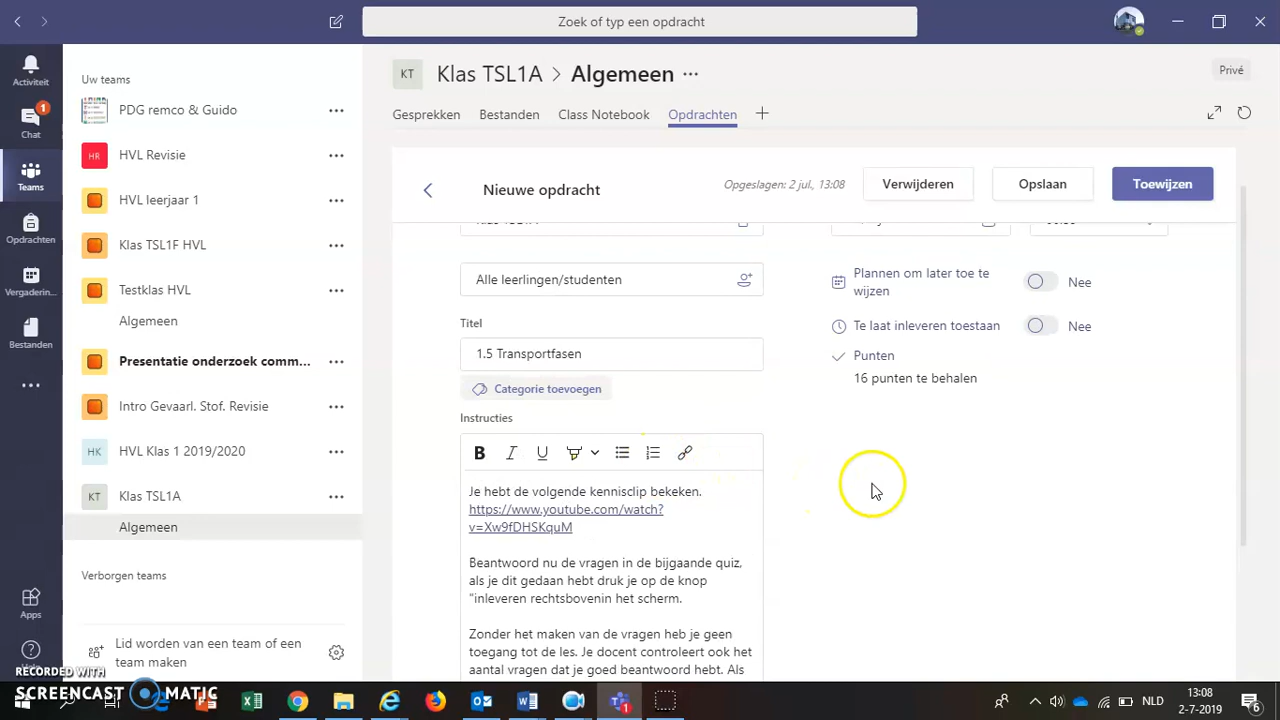 Zoek of typ een opdracht
Activiteit
Chat
1
Teams
Opdrachten
Vergaderin...
Bestanden
Apps
Uw teams
PDG remco & Guido
HR
HVL Revisie
HVL leerjaar 1
Klas TSL1F HVL
Testklas HVL
Algemeen
Presentatie onderzoek comm...
Intro Gevaarl. Stof. Revisie
HK
HVL Klas 1 2019/2020
KT
Klas TSL1A
Algemeen
Verborgen teams
Lid worden van een team of een
team maken
KT
Klas TSL1A > Algemeen
Privé
Gesprekken
Bestanden
Class Notebook
Opdrachten
Nieuwe opdracht
Opgeslagen: 2 jul., 13:08
Verwijderen
Opslaan
Toewijzen
Alle leerlingen/studenten
Titel
1.5 Transportfasen
Categorie toevoegen
Instructies
B I U
Je hebt de volgende kennisclip bekeken.
https://www.youtube.com/watch?
v=Xw9fDHSKquM
Beantwoord nu de vragen in de bijgaande quiz,
als je dit gedaan hebt druk je op de knop
"inleveren rechtsbovenin het scherm.
Zonder het maken van de vragen heb je geen
toegang tot de les. Je docent controleert ook het
aantal vragen dat je goed beantwoord hebt. Als
Plannen om later toe te
wijzen
Nee
Te laat inleveren toestaan
Nee
Punten
16 punten te behalen
RECORDED WITH
SCREENCAST MATIC
1
NLD
13:08
2-7-2019
6